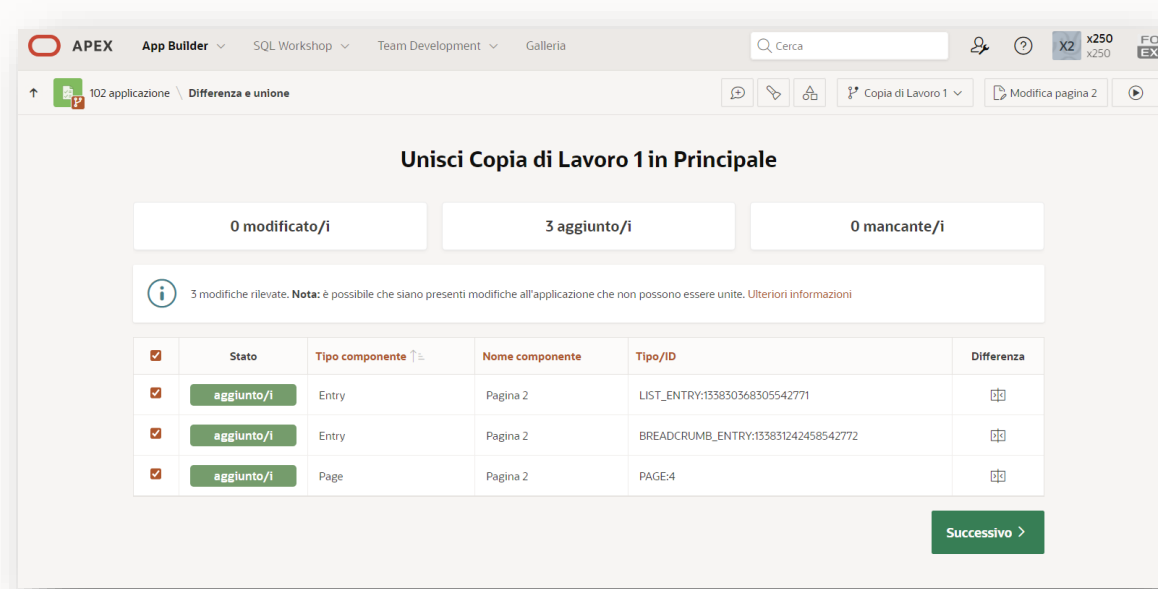 APEX App Builder SQL Workshop Team Development Galleria Cerca X2 x250 FO
x250 EX
102 applicazione \ Differenza e unione Copia di Lavoro 1 Modifica pagina 2
Unisci Copia di Lavoro 1 in Principale
0 modificato/i 3 aggiunto/i 0 mancante/i
3 modifiche rilevate. Nota: è possibile che siano presenti modifiche all'applicazione che non possono essere unite. Ulteriori informazioni
Stato Tipo componente Nome componente Tipo/ID Differenza
aggiunto/i Entry Pagina 2 LIST_ENTRY:133830368305542771
aggiunto/i Entry Pagina 2 BREADCRUMB_ENTRY:133831242458542772
aggiunto/i Page Pagina 2 PAGE:4
Successivo